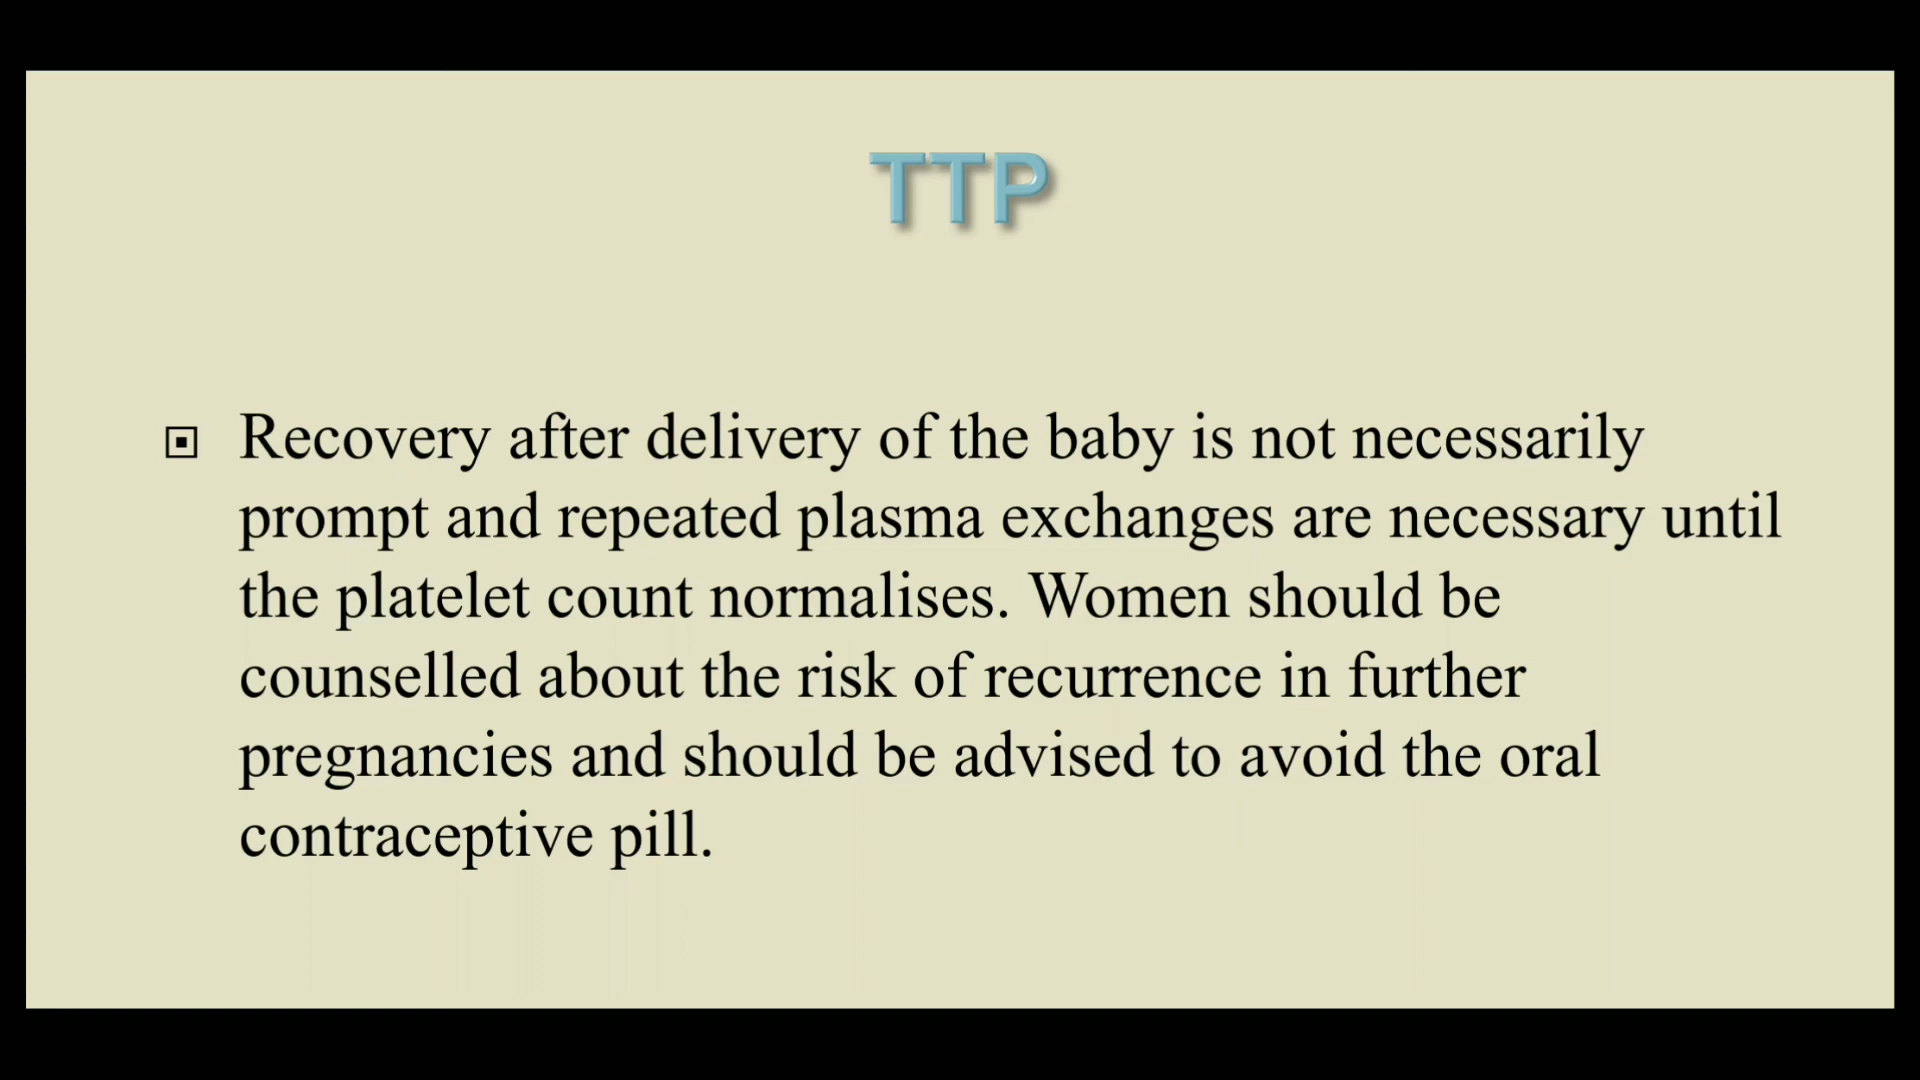 TTP
Recovery after delivery of the baby is not necessarily
prompt and repeated plasma exchanges are necessary until
the platelet count normalises. Women should be
counselled about the risk of recurrence in further
pregnancies and should be advised to avoid the oral
contraceptive pill.